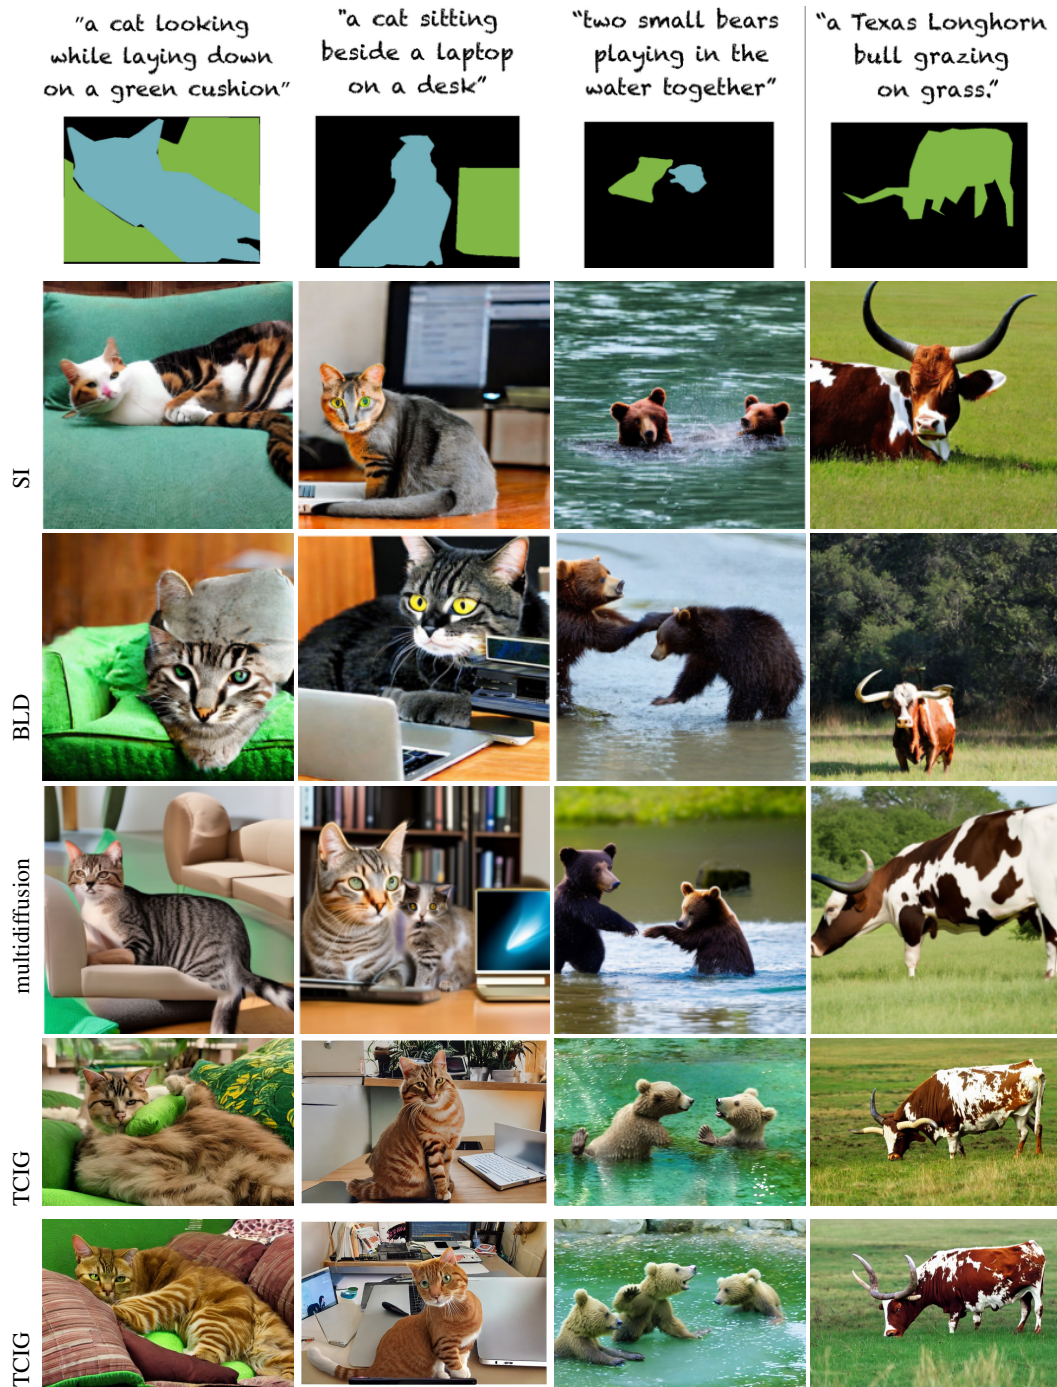 "a cat looking
while laying down
on a green cushion"
"a cat sitting
beside a laptop
on a desk"
"two small bears
playing in the
water together"
"a Texas Longhorn
bull grazing
on grass."
SI
BLD
multidiffusion
TCIG
TCIG